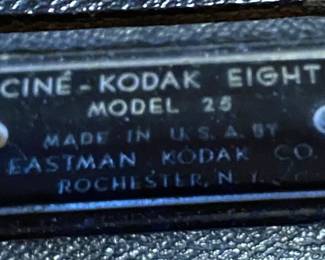 CINÉ-KODAK EIGHT
MODEL 25
MADE IN U.S.A. BY
EASTMAN KODAK CO.
ROCHESTER, N.Y.